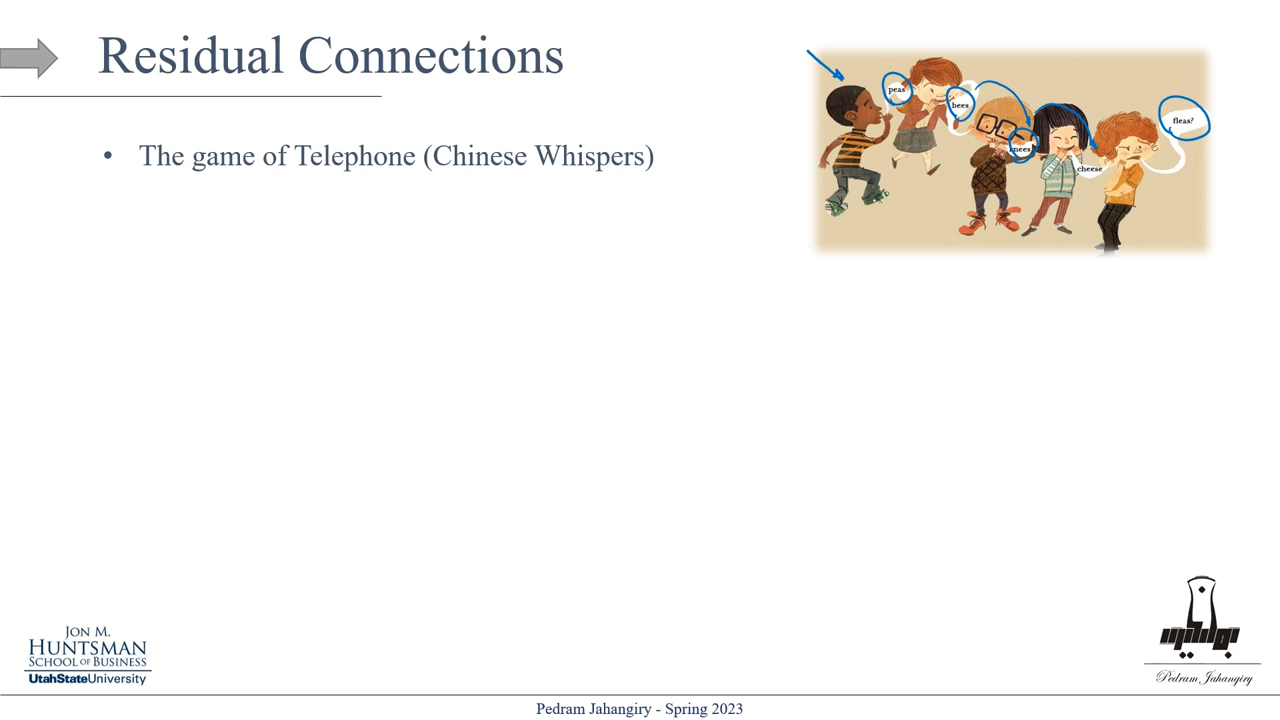 Residual Connections
• The game of Telephone (Chinese Whispers)
peas
bees
knees
cheese
fleas?
JON M.
HUNTSMAN
SCHOOL OF BUSINESS
UtahStateUniversity
Pedram Jahangiry
Pedram Jahangiry - Spring 2023